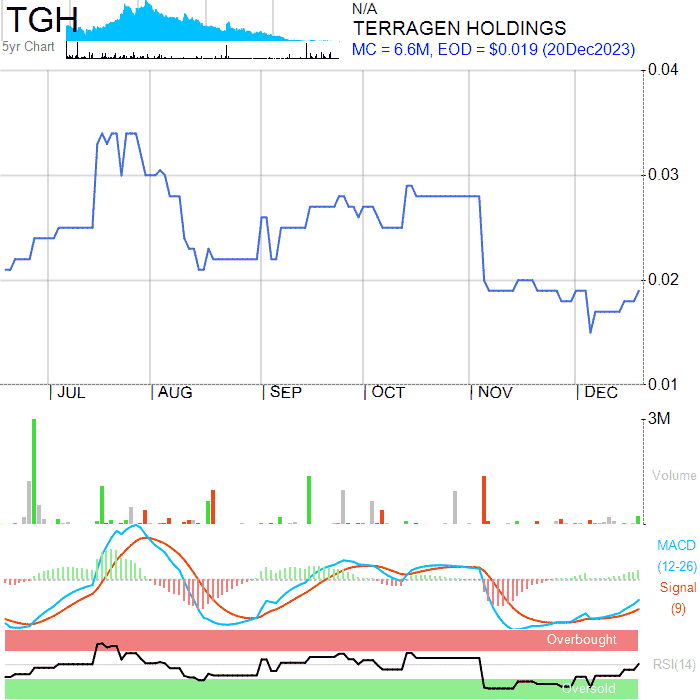 TGH
5yr Chart
N/A
TERRAGEN HOLDINGS
MC = 6.6M, EOD = $0.019 (20Dec2023)
0.04
0.03
0.02
0.01
JUL AUG SEP OCT NOV DEC
3M
Volume
MACD
(12-26)
Signal
(9)
Overbought
RSI(14)
Oversold